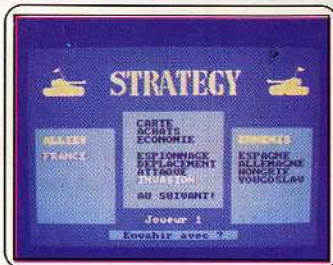 STRATEGY
ALLIES
FRANCE
CARTE
ACHATS
ECONOMIE
ESPIONNAGE
DEPLACEMENT
ATTAQUE
INVASION
AU SUIVANT!
ENNEMIS
ESPAGNE
ALLEMAGNE
HONGRIE
YOUGOSLAV
Joueur 1
Envahir avec ?